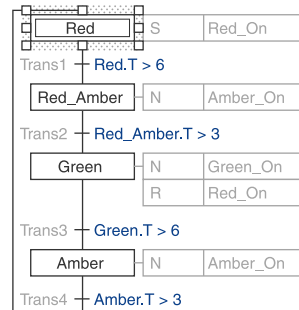 Red S Red_On
Trans1 Red.T > 6
Red_Amber N Amber_On
Trans2 Red_Amber.T > 3
Green N Green_On
R Red_On
Trans3 Green.T > 6
Amber N Amber_On
Trans4 Amber.T > 3